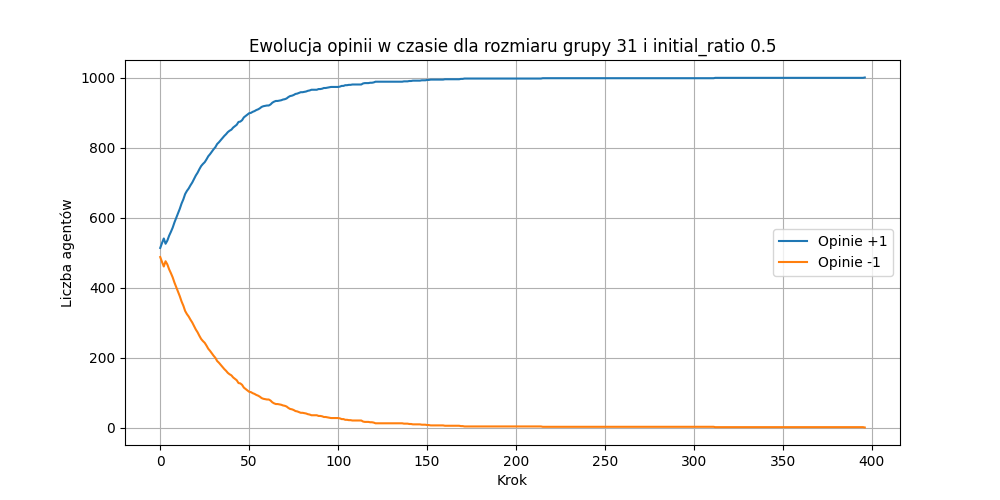 Ewolucja opinii w czasie dla rozmiaru grupy 31 i initial_ratio 0.5
1000
800
600
400
200
0
Liczba agentów
Opinie +1
Opinie -1
0 50 100 150 200 250 300 350 400
Krok